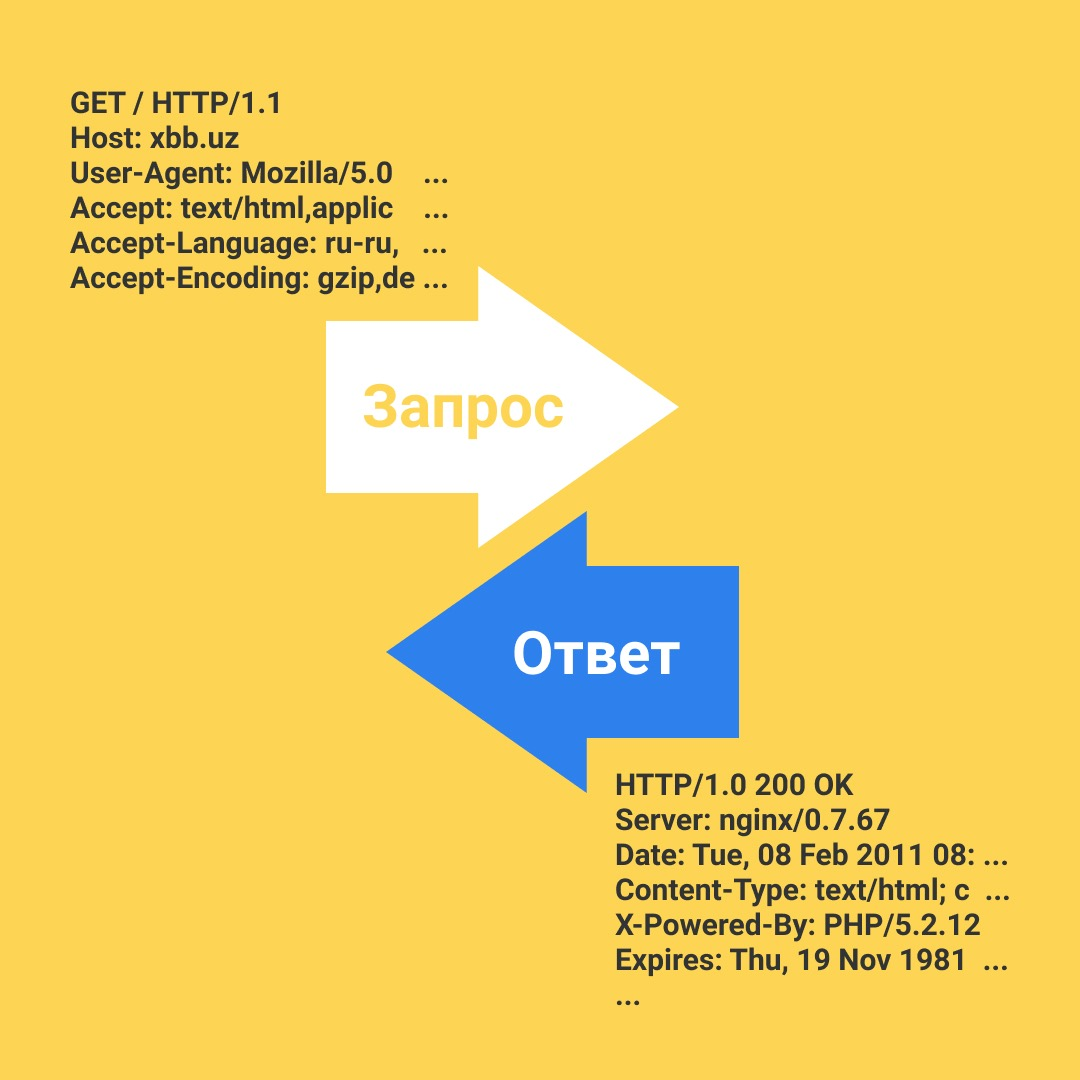 GET / HTTP/1.1
Host: xbb.uz
User-Agent: Mozilla/5.0 ...
Accept: text/html,applic ...
Accept-Language: ru-ru, ...
Accept-Encoding: gzip,de ...
Запрос
Ответ
HTTP/1.0 200 OK
Server: nginx/0.7.67
Date: Tue, 08 Feb 2011 08: ...
Content-Type: text/html; c ...
X-Powered-By: PHP/5.2.12
Expires: Thu, 19 Nov 1981 ...
...